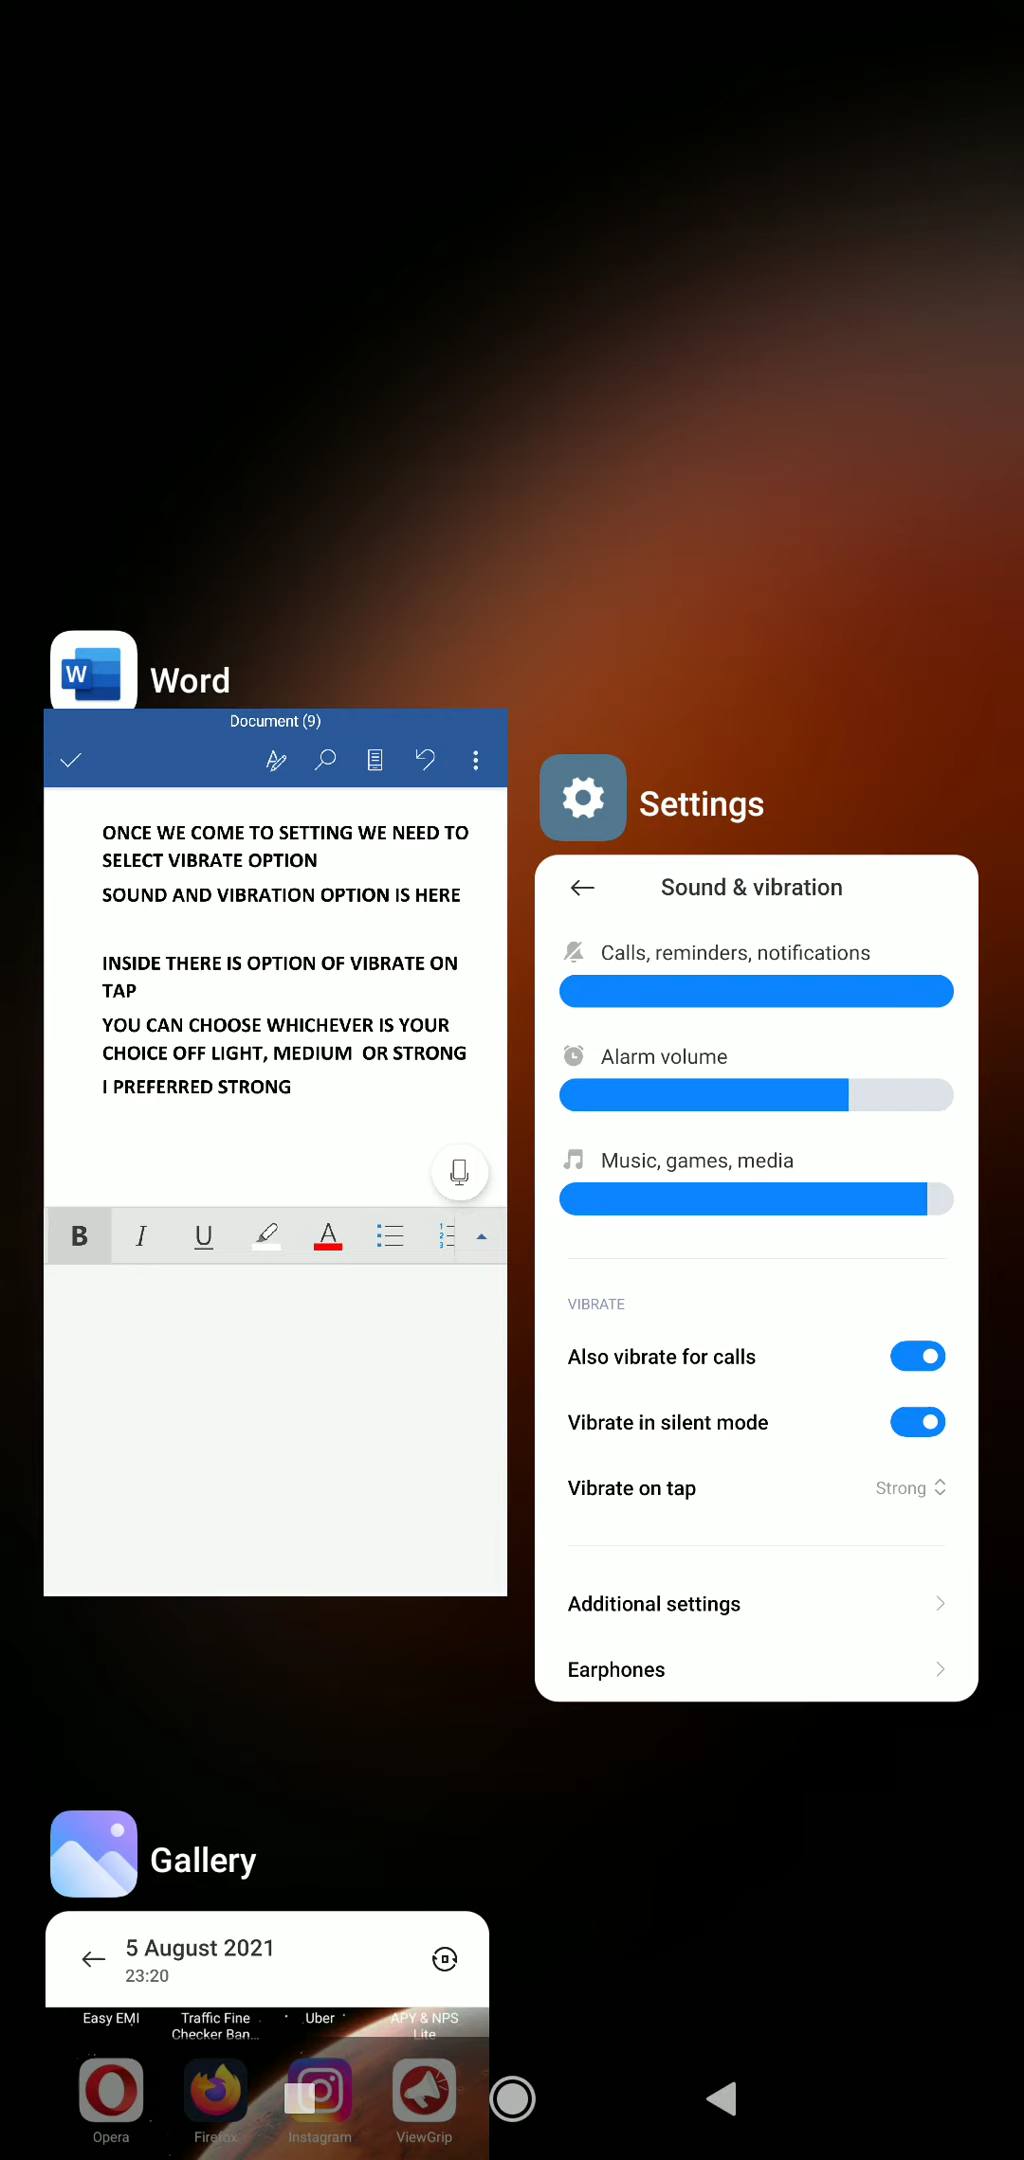 Word
Document (9)
ONCE WE COME TO SETTING WE NEED TO
SELECT VIBRATE OPTION
SOUND AND VIBRATION OPTION IS HERE
INSIDE THERE IS OPTION OF VIBRATE ON
TAP
YOU CAN CHOOSE WHICHEVER IS YOUR
CHOICE OFF LIGHT, MEDIUM  OR STRONG
I PREFERRED STRONG
B I U A
Settings
Sound & vibration
Calls, reminders, notifications
Alarm volume
Music, games, media
VIBRATE
Also vibrate for calls
Vibrate in silent mode
Vibrate on tap Strong
Additional settings
Earphones
Gallery
5 August 2021
23:20
Easy EMI Traffic Fine Uber APY & NPS
Checker Ban... Lite
Opera Firefox Instagram ViewGrip